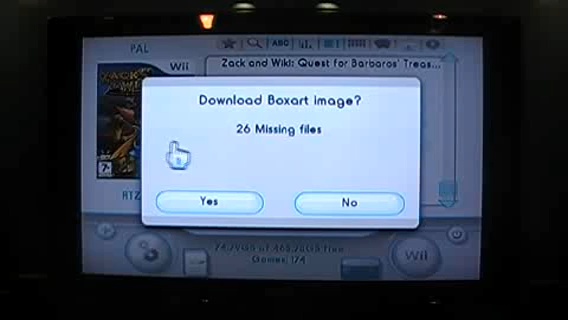 PAL
ABC
Wii
Zack and Wiki: Quest for Barbaros' Treas...
Download Boxart image?
26 Missing files
Yes
No
RTZ
Games: 174
Wii